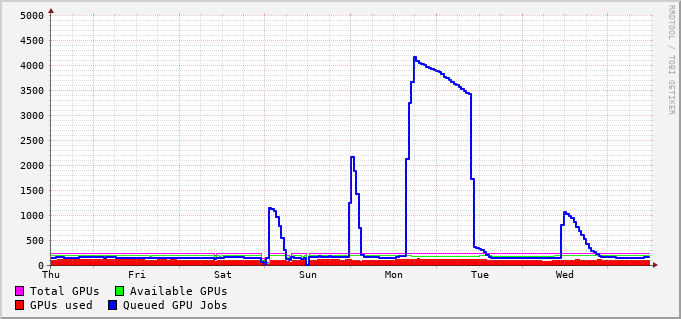 5000
4500
4000
3500
3000
2500
2000
1500
1000
500
0
Thu Fri Sat Sun Mon Tue Wed
Total GPUs Available GPUs
GPUs used Queued GPU Jobs
RRDTOOL / TOBI OETIKER